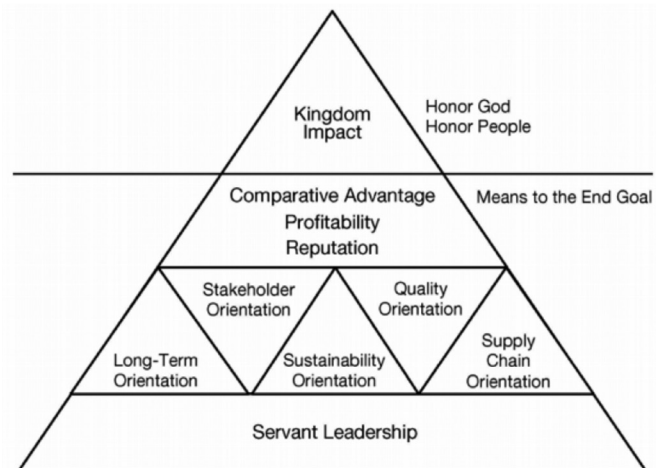 Kingdom
Impact
Honor God
Honor People
Comparative Advantage
Profitability
Reputation
Means to the End Goal
Stakeholder
Orientation
Quality
Orientation
Long-Term
Orientation
Sustainability
Orientation
Supply
Chain
Orientation
Servant Leadership